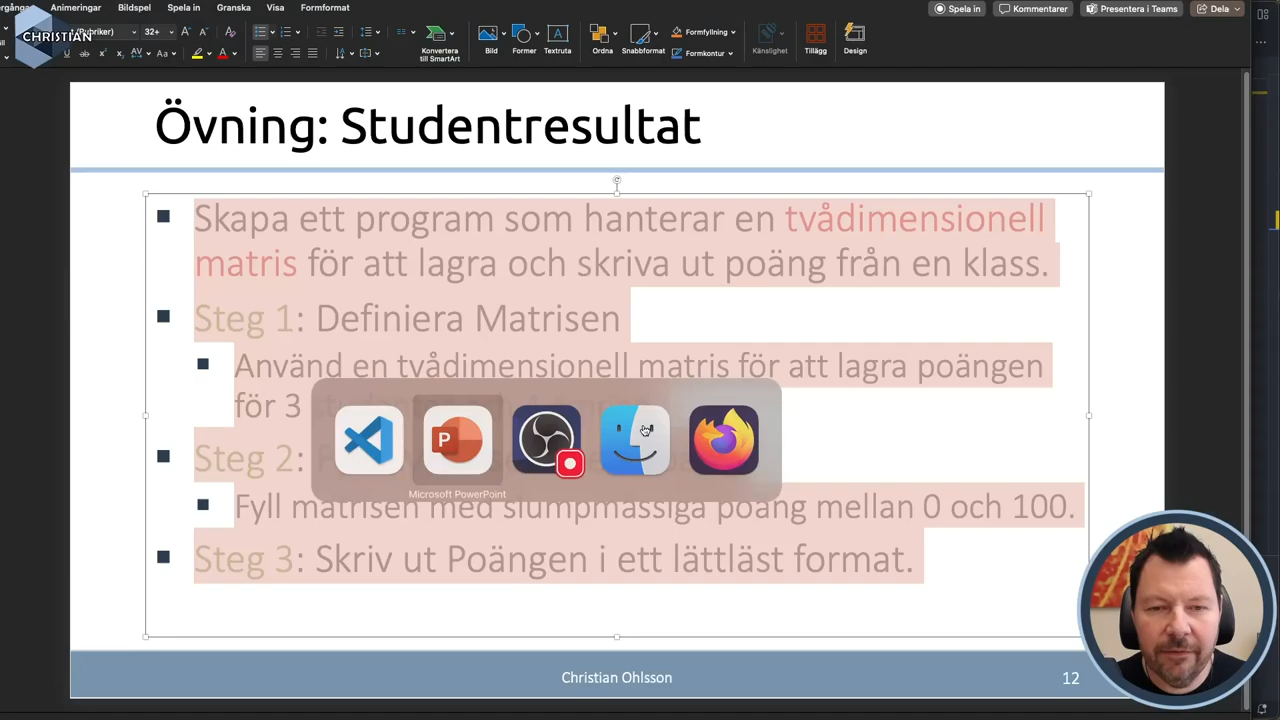 ergångar Animeringar Bildspel Spela in Granska Visa Formformat
Spela in Kommentarer Presentera i Teams Dela
CHRISTIAN
Rubriker) 32+
Konvertera till SmartArt
Bild Former Textruta Ordna Snabbformat Formfyllning Formkontur Känslighet Tillägg Design
Övning: Studentresultat
Skapa ett program som hanterar en tvådimensionell
matris för att lagra och skriva ut poäng från en klass.
Steg 1: Definiera Matrisen
Använd en tvådimensionell matris för att lagra poängen
för 3
Steg 2:
Microsoft PowerPoint
Fyll matrisen med slumpmässiga poäng mellan 0 och 100.
Steg 3: Skriv ut Poängen i ett lättläst format.
Christian Ohlsson
12